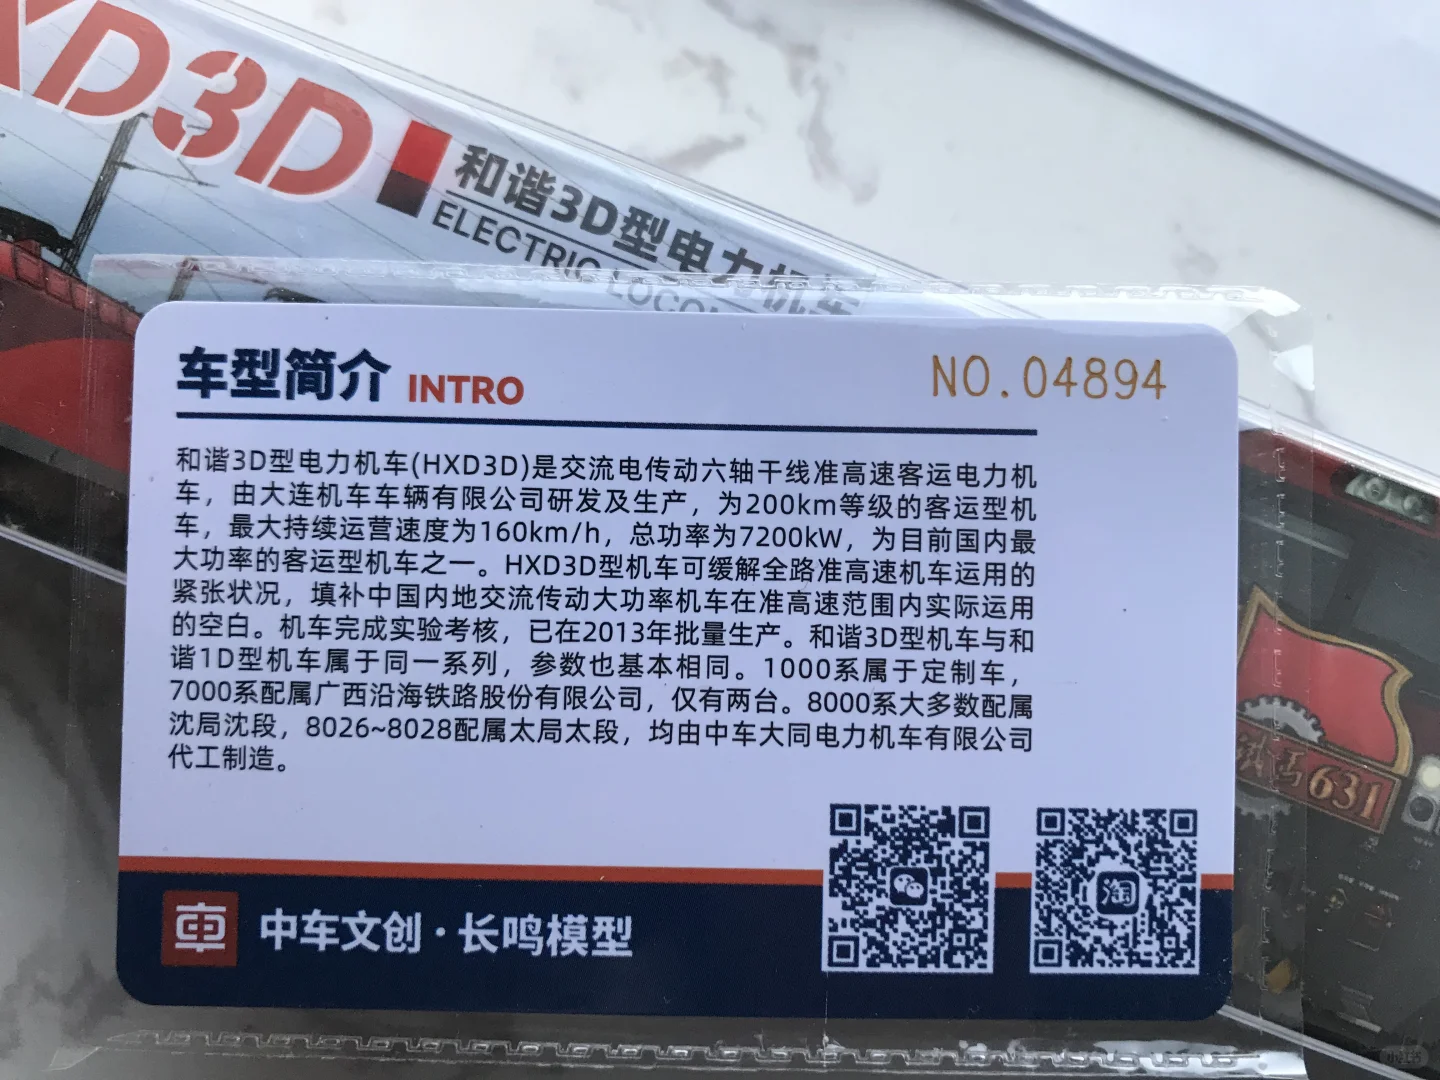 XD3D
和谐3D型电力机车
ELECTRIC LOCO
车型简介 INTRO
NO.04894
和谐3D型电力机车(HXD3D)是交流电传动六轴干线准高速客运电力机
车，由大连机车车辆有限公司研发及生产，为200km等级的客运型机
车，最大持续运营速度为160km/h，总功率为7200kW，为目前国内最
大功率的客运型机车之一。HXD3D型机车可缓解全路准高速机车运用的
紧张状况，填补中国内地交流传动大功率机车在准高速范围内实际运用
的空白。机车完成实验考核，已在2013年批量生产。和谐3D型机车与和
谐1D型机车属于同一系列，参数也基本相同。1000系属于定制车，
7000系配属广西沿海铁路股份有限公司，仅有两台。8000系大多数配属
沈局沈段，8026~8028配属太局太段，均由中车大同电力机车有限公司
代工制造。
631
淘
中车文创·长鸣模型
小红书